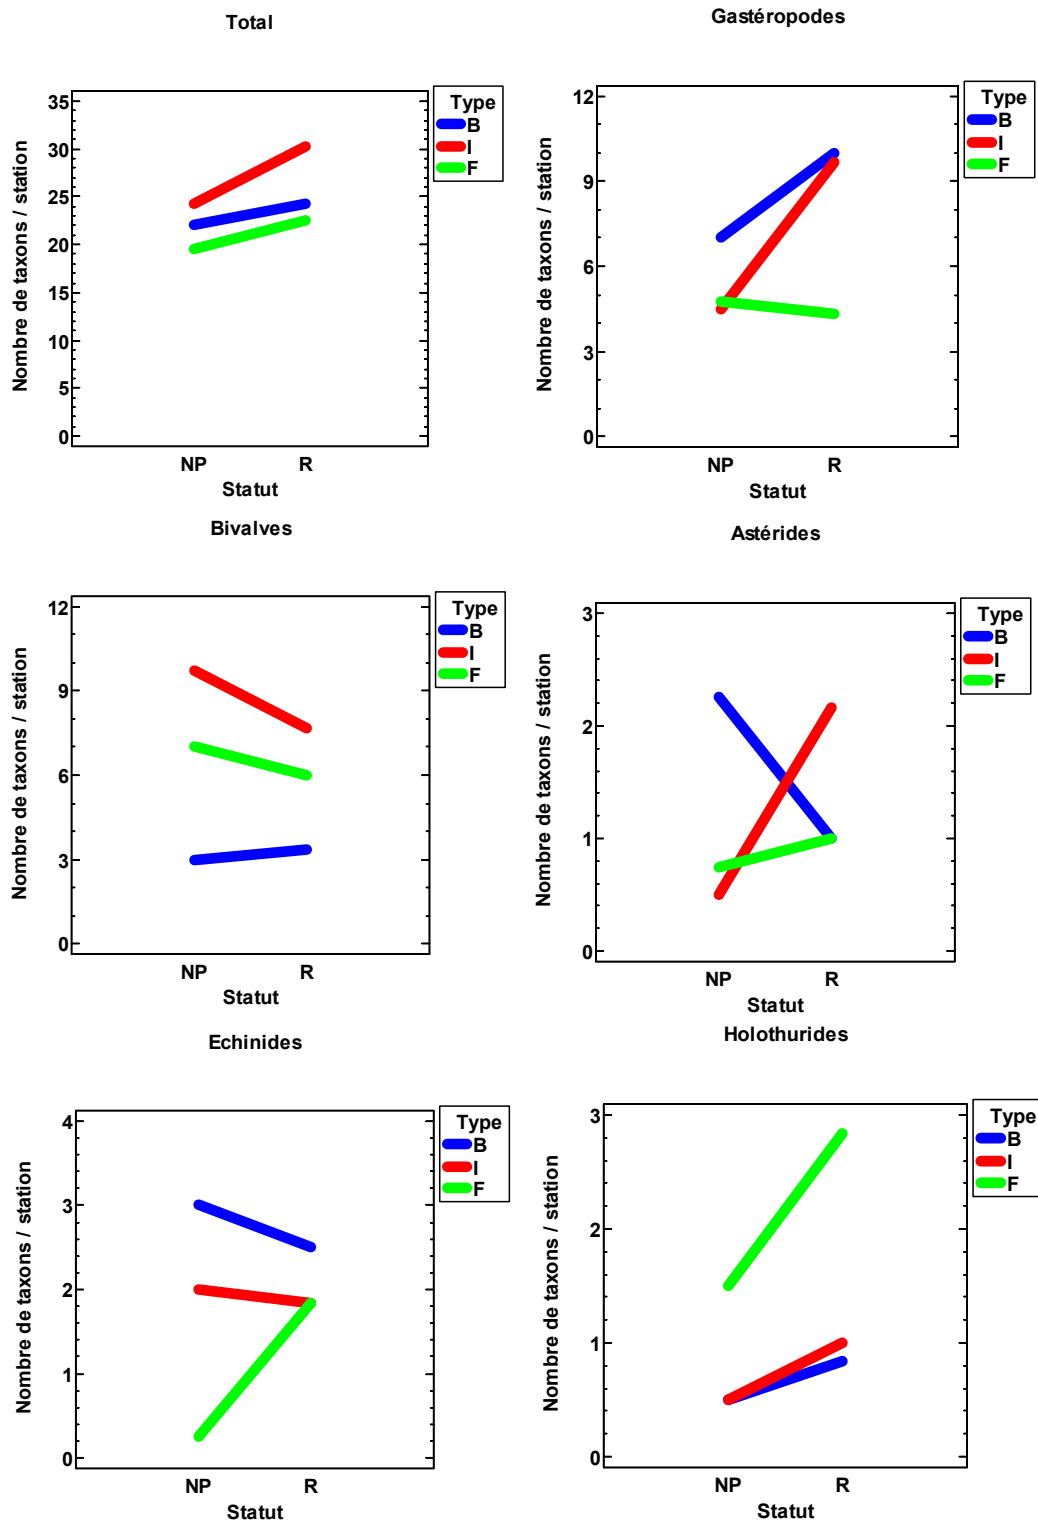 Total
Nombre de taxons / station
35
30
25
20
15
10
5
0
NP R
Statut
Type
B
I
F
Gastéropodes
Nombre de taxons / station
12
9
6
3
0
NP R
Statut
Type
B
I
F
Bivalves
Nombre de taxons / station
12
9
6
3
0
NP R
Statut
Type
B
I
F
Astérides
Nombre de taxons / station
3
2
1
0
NP R
Statut
Type
B
I
F
Echinides
Nombre de taxons / station
4
3
2
1
0
NP R
Statut
Type
B
I
F
Holothurides
Nombre de taxons / station
3
2
1
0
NP R
Statut
Type
B
I
F